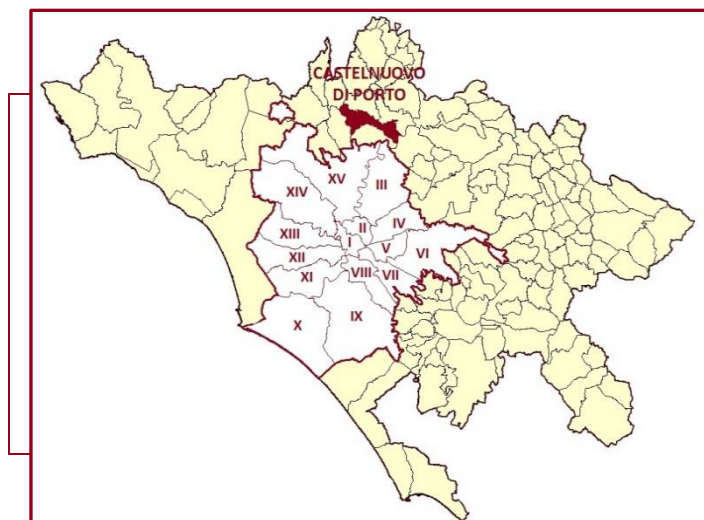 CASTELNUOVO
DI PORTO
XV
III
XIV
II
IV
XIII
I
V
VI
XII
XI
VIII
VII
X
IX